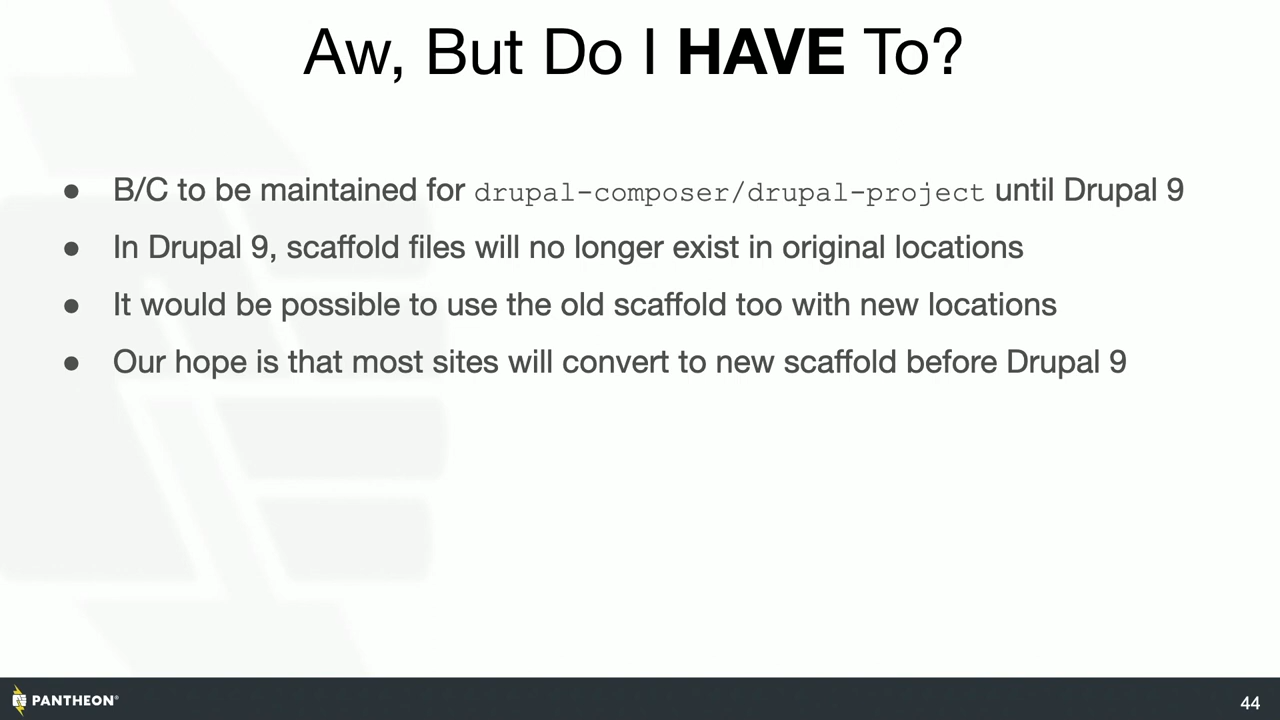 Aw, But Do I HAVE To?
● B/C to be maintained for drupal-composer/drupal-project until Drupal 9
● In Drupal 9, scaffold files will no longer exist in original locations
● It would be possible to use the old scaffold too with new locations
● Our hope is that most sites will convert to new scaffold before Drupal 9
PANTHEON®
44